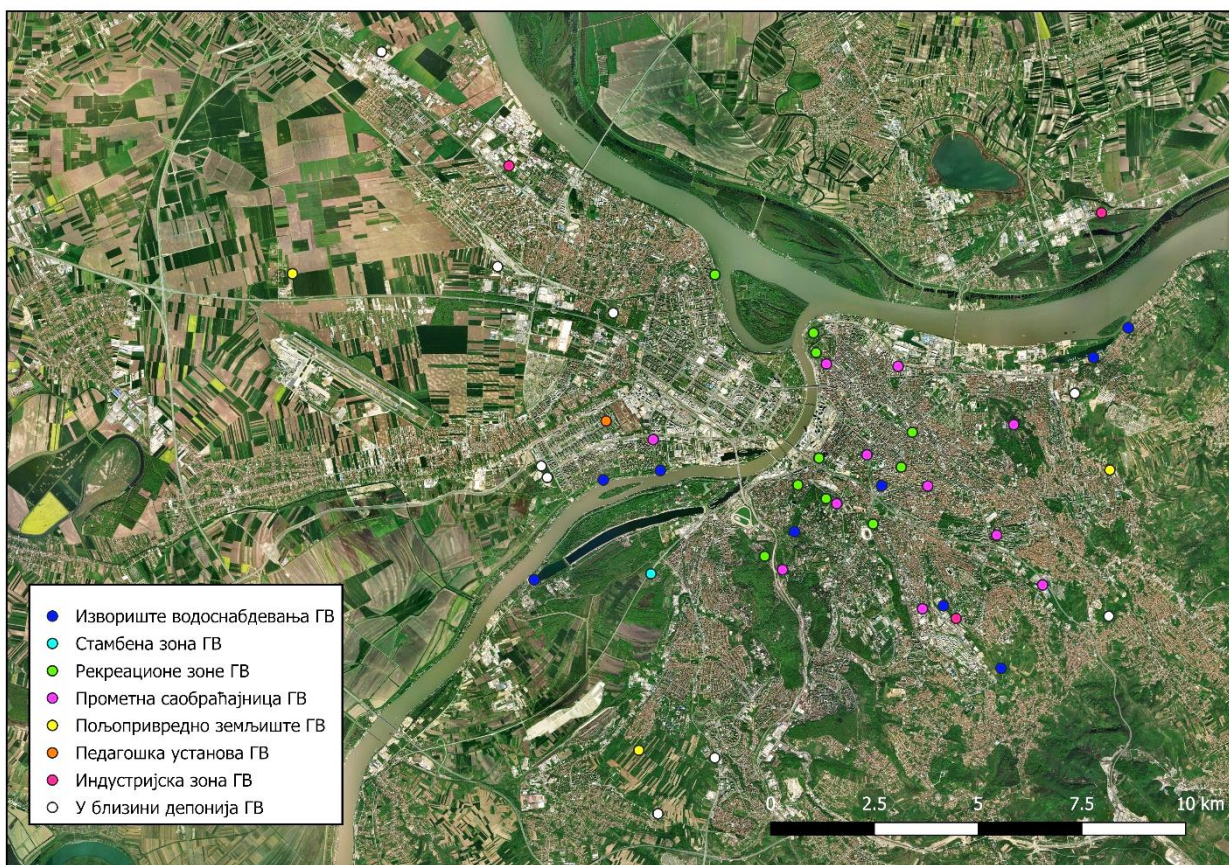 Извориште водоснабдевања ГВ
Стамбена зона ГВ
Рекреационе зоне ГВ
Прометна саобраћајница ГВ
Пољопривредно земљиште ГВ
Педагошка установа ГВ
Индустријска зона ГВ
У близини депонија ГВ
0 2.5 5 7.5 10 km